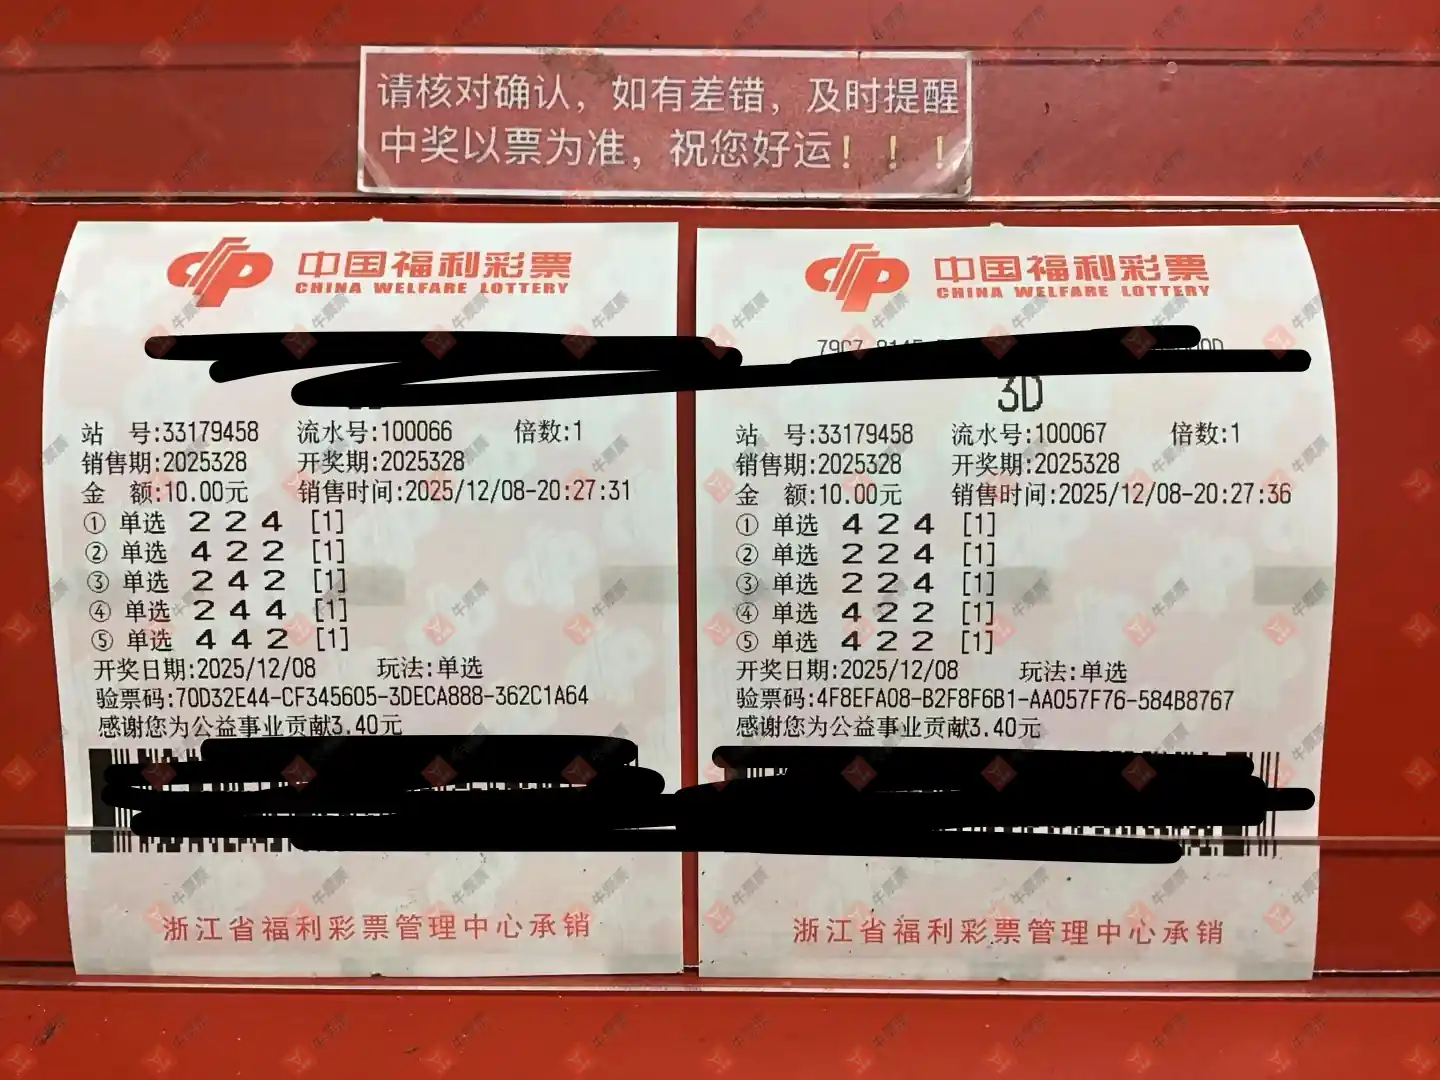 请核对确认，如有差错，及时提醒
中奖以票为准，祝您好运！！！
中国福利彩票
CHINA WELFARE LOTTERY
站 号:33179458 流水号:100066 倍数:1
销售期:2025328 开奖期:2025328
金 额:10.00元 销售时间:2025/12/08-20:27:31
① 单选 2 2 4 [1]
② 单选 4 2 2 [1]
③ 单选 2 4 2 [1]
④ 单选 2 4 4 [1]
⑤ 单选 4 4 2 [1]
开奖日期:2025/12/08 玩法:单选
验票码:70D32E44-CF345605-3DECA888-362C1A64
感谢您为公益事业贡献3.40元
浙江省福利彩票管理中心承销
中国福利彩票
CHINA WELFARE LOTTERY
3D
站 号:33179458 流水号:100067 倍数:1
销售期:2025328 开奖期:2025328
金 额:10.00元 销售时间:2025/12/08-20:27:36
① 单选 4 2 4 [1]
② 单选 2 2 4 [1]
③ 单选 2 2 4 [1]
④ 单选 4 2 2 [1]
⑤ 单选 4 2 2 [1]
开奖日期:2025/12/08 玩法:单选
验票码:4F8EFA08-B2F8F6B1-AA057F76-584B8767
感谢您为公益事业贡献3.40元
浙江省福利彩票管理中心承销